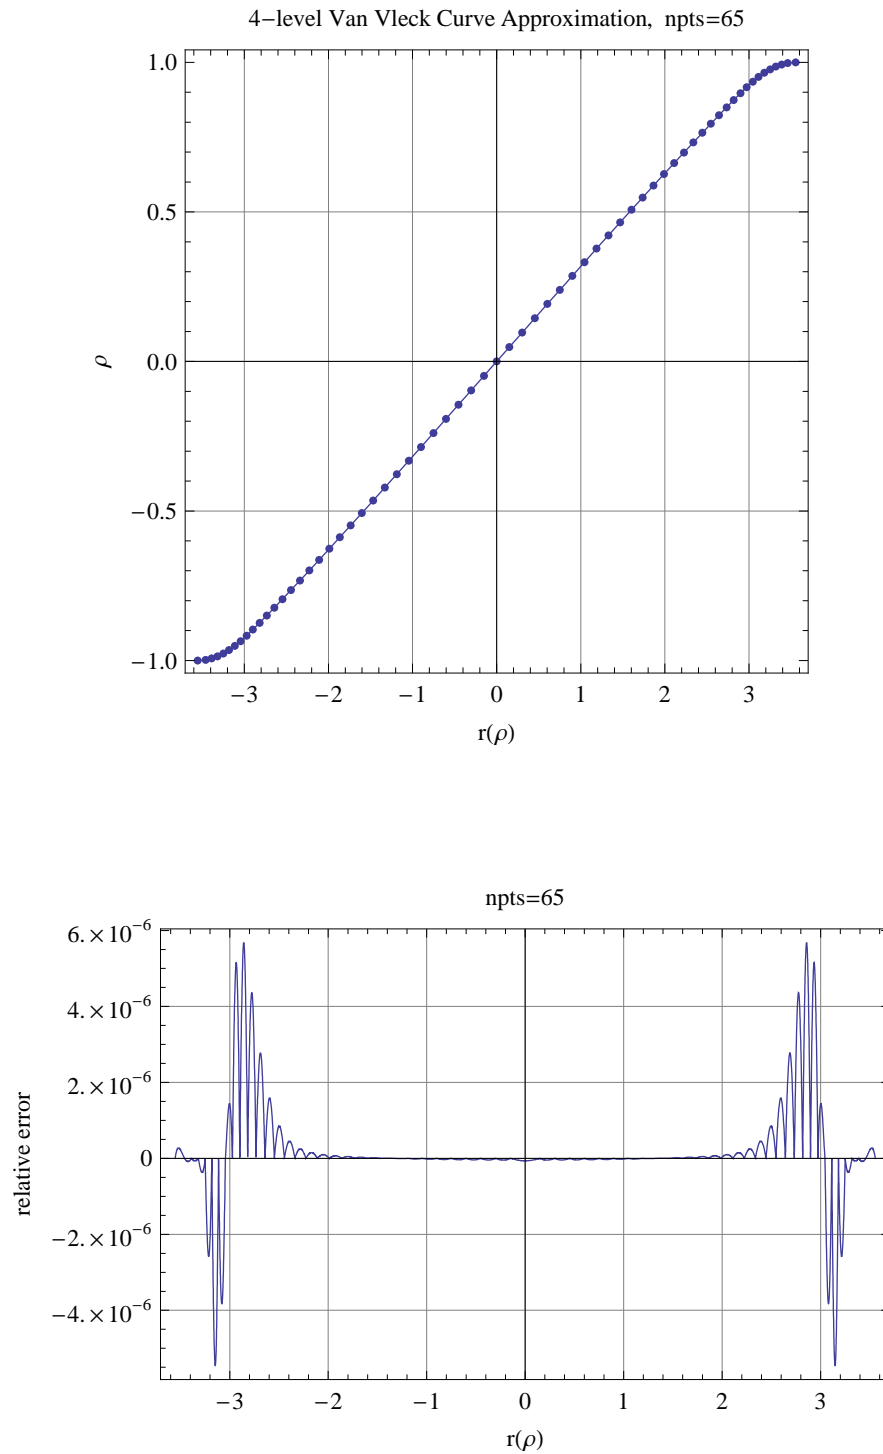 4−level Van Vleck Curve Approximation, npts=65
1.0
0.5
0.0
ρ
−0.5
−1.0
−3 −2 −1 0 1 2 3
r(ρ)
npts=65
6.×10⁻⁶
4.×10⁻⁶
2.×10⁻⁶
0
relative error
−2.×10⁻⁶
−4.×10⁻⁶
−3 −2 −1 0 1 2 3
r(ρ)